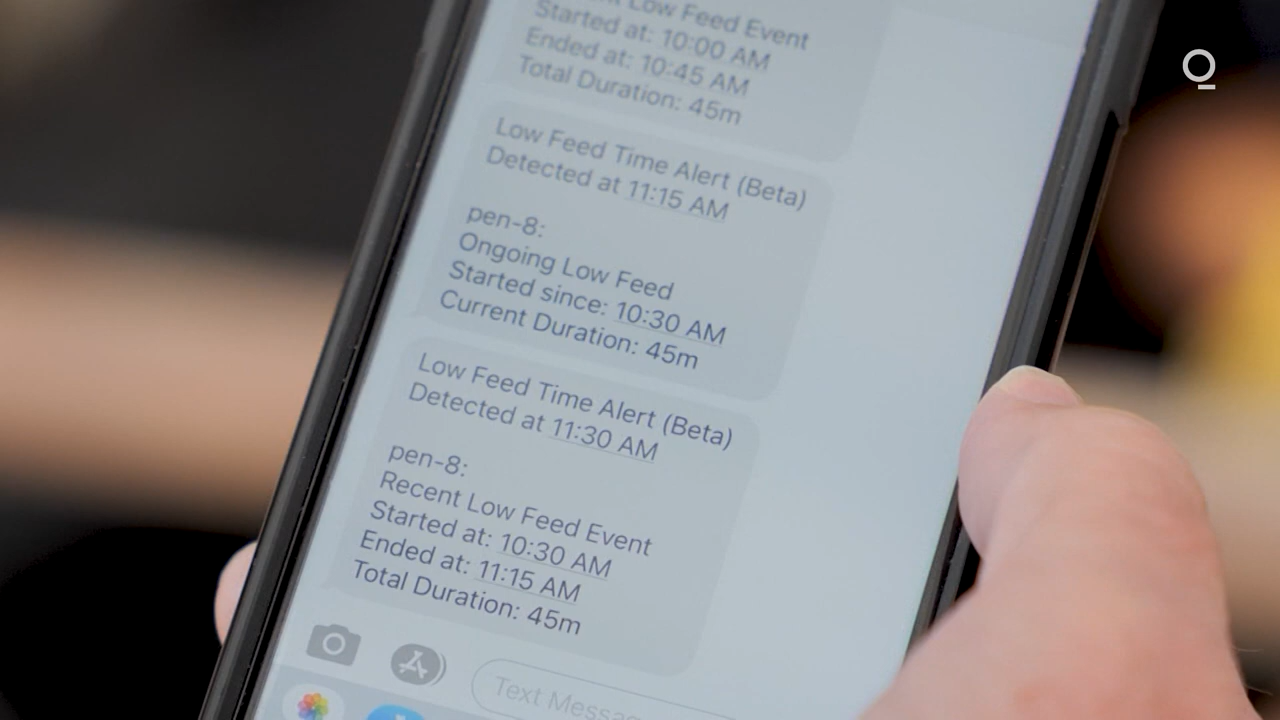 Low Feed Event
Started at: 10:00 AM
Ended at: 10:45 AM
Total Duration: 45m
Low Feed Time Alert (Beta)
Detected at 11:15 AM
pen-8:
Ongoing Low Feed
Started since: 10:30 AM
Current Duration: 45m
Low Feed Time Alert (Beta)
Detected at 11:30 AM
pen-8:
Recent Low Feed Event
Started at: 10:30 AM
Ended at: 11:15 AM
Total Duration: 45m
Text